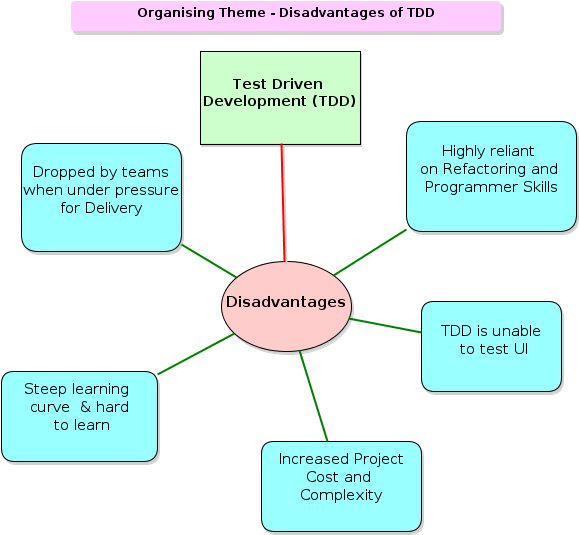 Organising Theme - Disadvantages of TDD
Test Driven
Development (TDD)
Highly reliant
on Refactoring and
Programmer Skills
Dropped by teams
when under pressure
for Delivery
Disadvantages
TDD is unable
to test UI
Steep learning
curve & hard
to learn
Increased Project
Cost and
Complexity